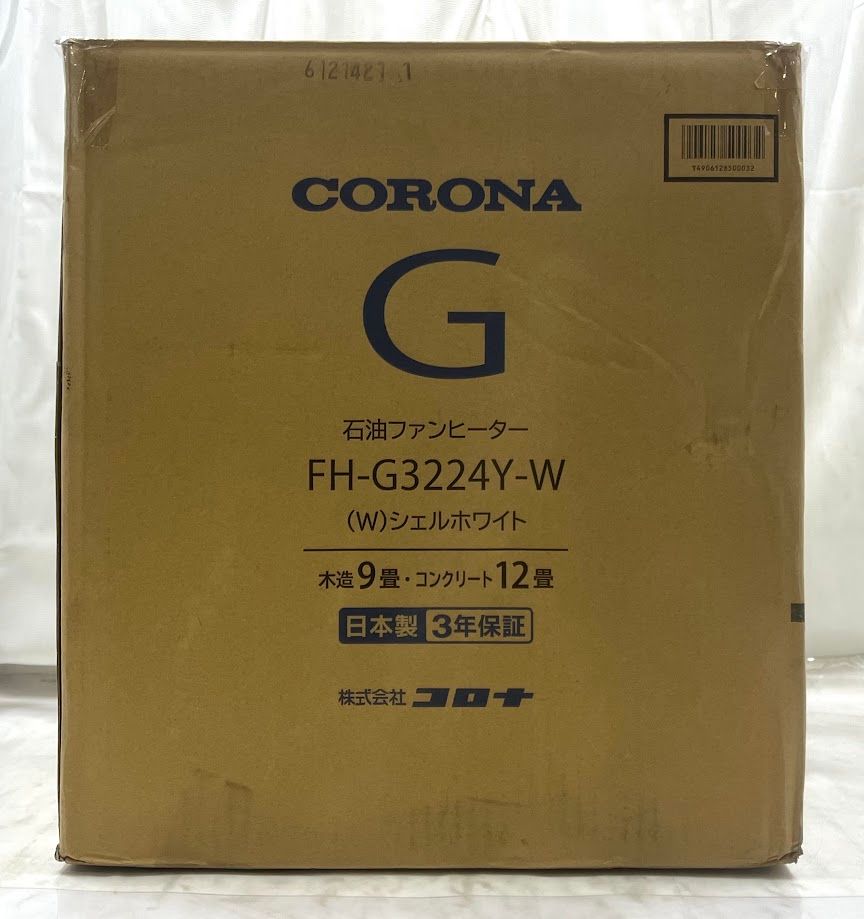 CORONA
T4906128300032
G
石油ファンヒーター
FH-G3224Y-W
(W)シェルホワイト
木造9畳・コンクリート12畳
日本製 3年保証
株式会社コロナ